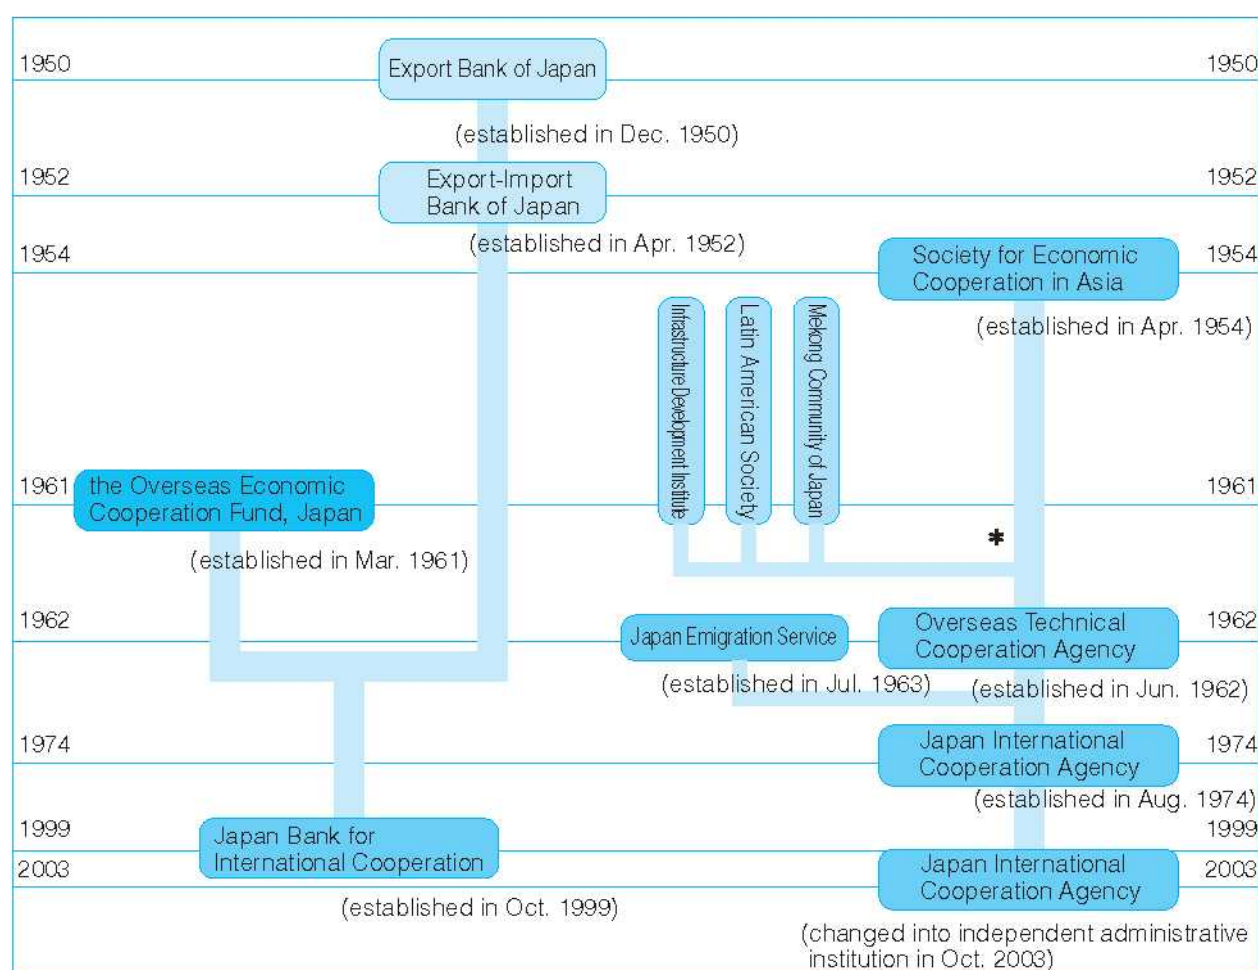 1950
Export Bank of Japan
1950
(established in Dec. 1950)
1952
Export-Import
Bank of Japan
1952
(established in Apr. 1952)
1954
Society for Economic
Cooperation in Asia
1954
(established in Apr. 1954)
Infrastructure Development Institute
Latin American Society
Mekong Community of Japan
1961
the Overseas Economic
Cooperation Fund, Japan
1961
(established in Mar. 1961)
*
1962
Japan Emigration Service
Overseas Technical
Cooperation Agency
1962
(established in Jul. 1963)
(established in Jun. 1962)
1974
Japan International
Cooperation Agency
1974
(established in Aug. 1974)
1999
Japan Bank for
International Cooperation
1999
2003
Japan International
Cooperation Agency
2003
(established in Oct. 1999)
(changed into independent administrative
institution in Oct. 2003)